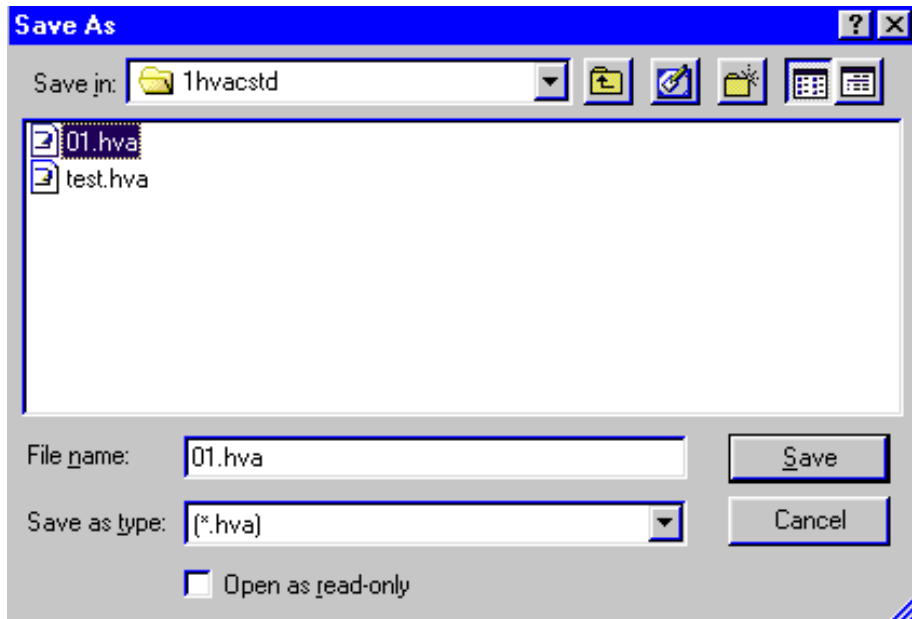 Save As
Save in: 1hvacstd
01.hva
test.hva
File name: 01.hva
Save
Save as type: (*.hva)
Cancel
Open as read-only